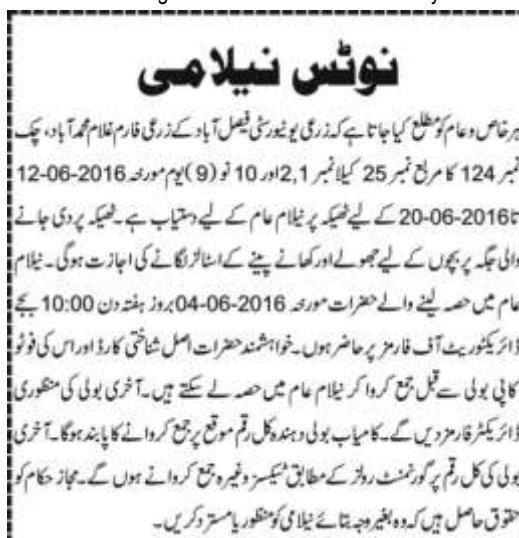 نوٹس نیلامی
ہر خاص و عام کو مطلع کیا جاتا ہے کہ زرعی یونیورسٹی فیصل آباد کے زرعی فارم غلام محمد آباد، چک
نمبر 124 کا مربع نمبر 25 کیلا نمبر 2,1 اور 10 نو (9) یوم مورخہ 2016-06-12
تا 2016-06-20 کے لیے ٹھیکہ پر نیلام عام کے لیے دستیاب ہے۔ ٹھیکہ پر دی جانے
والی جگہ پر بچوں کے لیے جھولے اور کھانے پینے کے اسٹالز لگانے کی اجازت ہوگی۔ نیلام
عام میں حصہ لینے والے حضرات مورخہ 2016-06-04 بروز ہفتہ دن 10:00 بجے
ڈائریکٹوریٹ آف فارمز پر حاضر ہوں۔ خواہشمند حضرات اصل شناختی کارڈ اور اس کی فوٹو
کاپی بولی سے قبل جمع کروا کر نیلام عام میں حصہ لے سکتے ہیں۔ آخری بولی کی منظوری
ڈائریکٹر فارمز دیں گے۔ کامیاب بولی دہندہ کل رقم موقع پر جمع کروانے کا پابند ہوگا۔ آخری
بولی کی کل رقم پر گورنمنٹ رولز کے مطابق ٹیکسز وغیرہ جمع کروانے ہوں گے۔ مجاز حکام کو
حقوق حاصل ہیں کہ وہ بغیر وجہ بتائے نیلامی کو منظور یا مسترد کریں۔